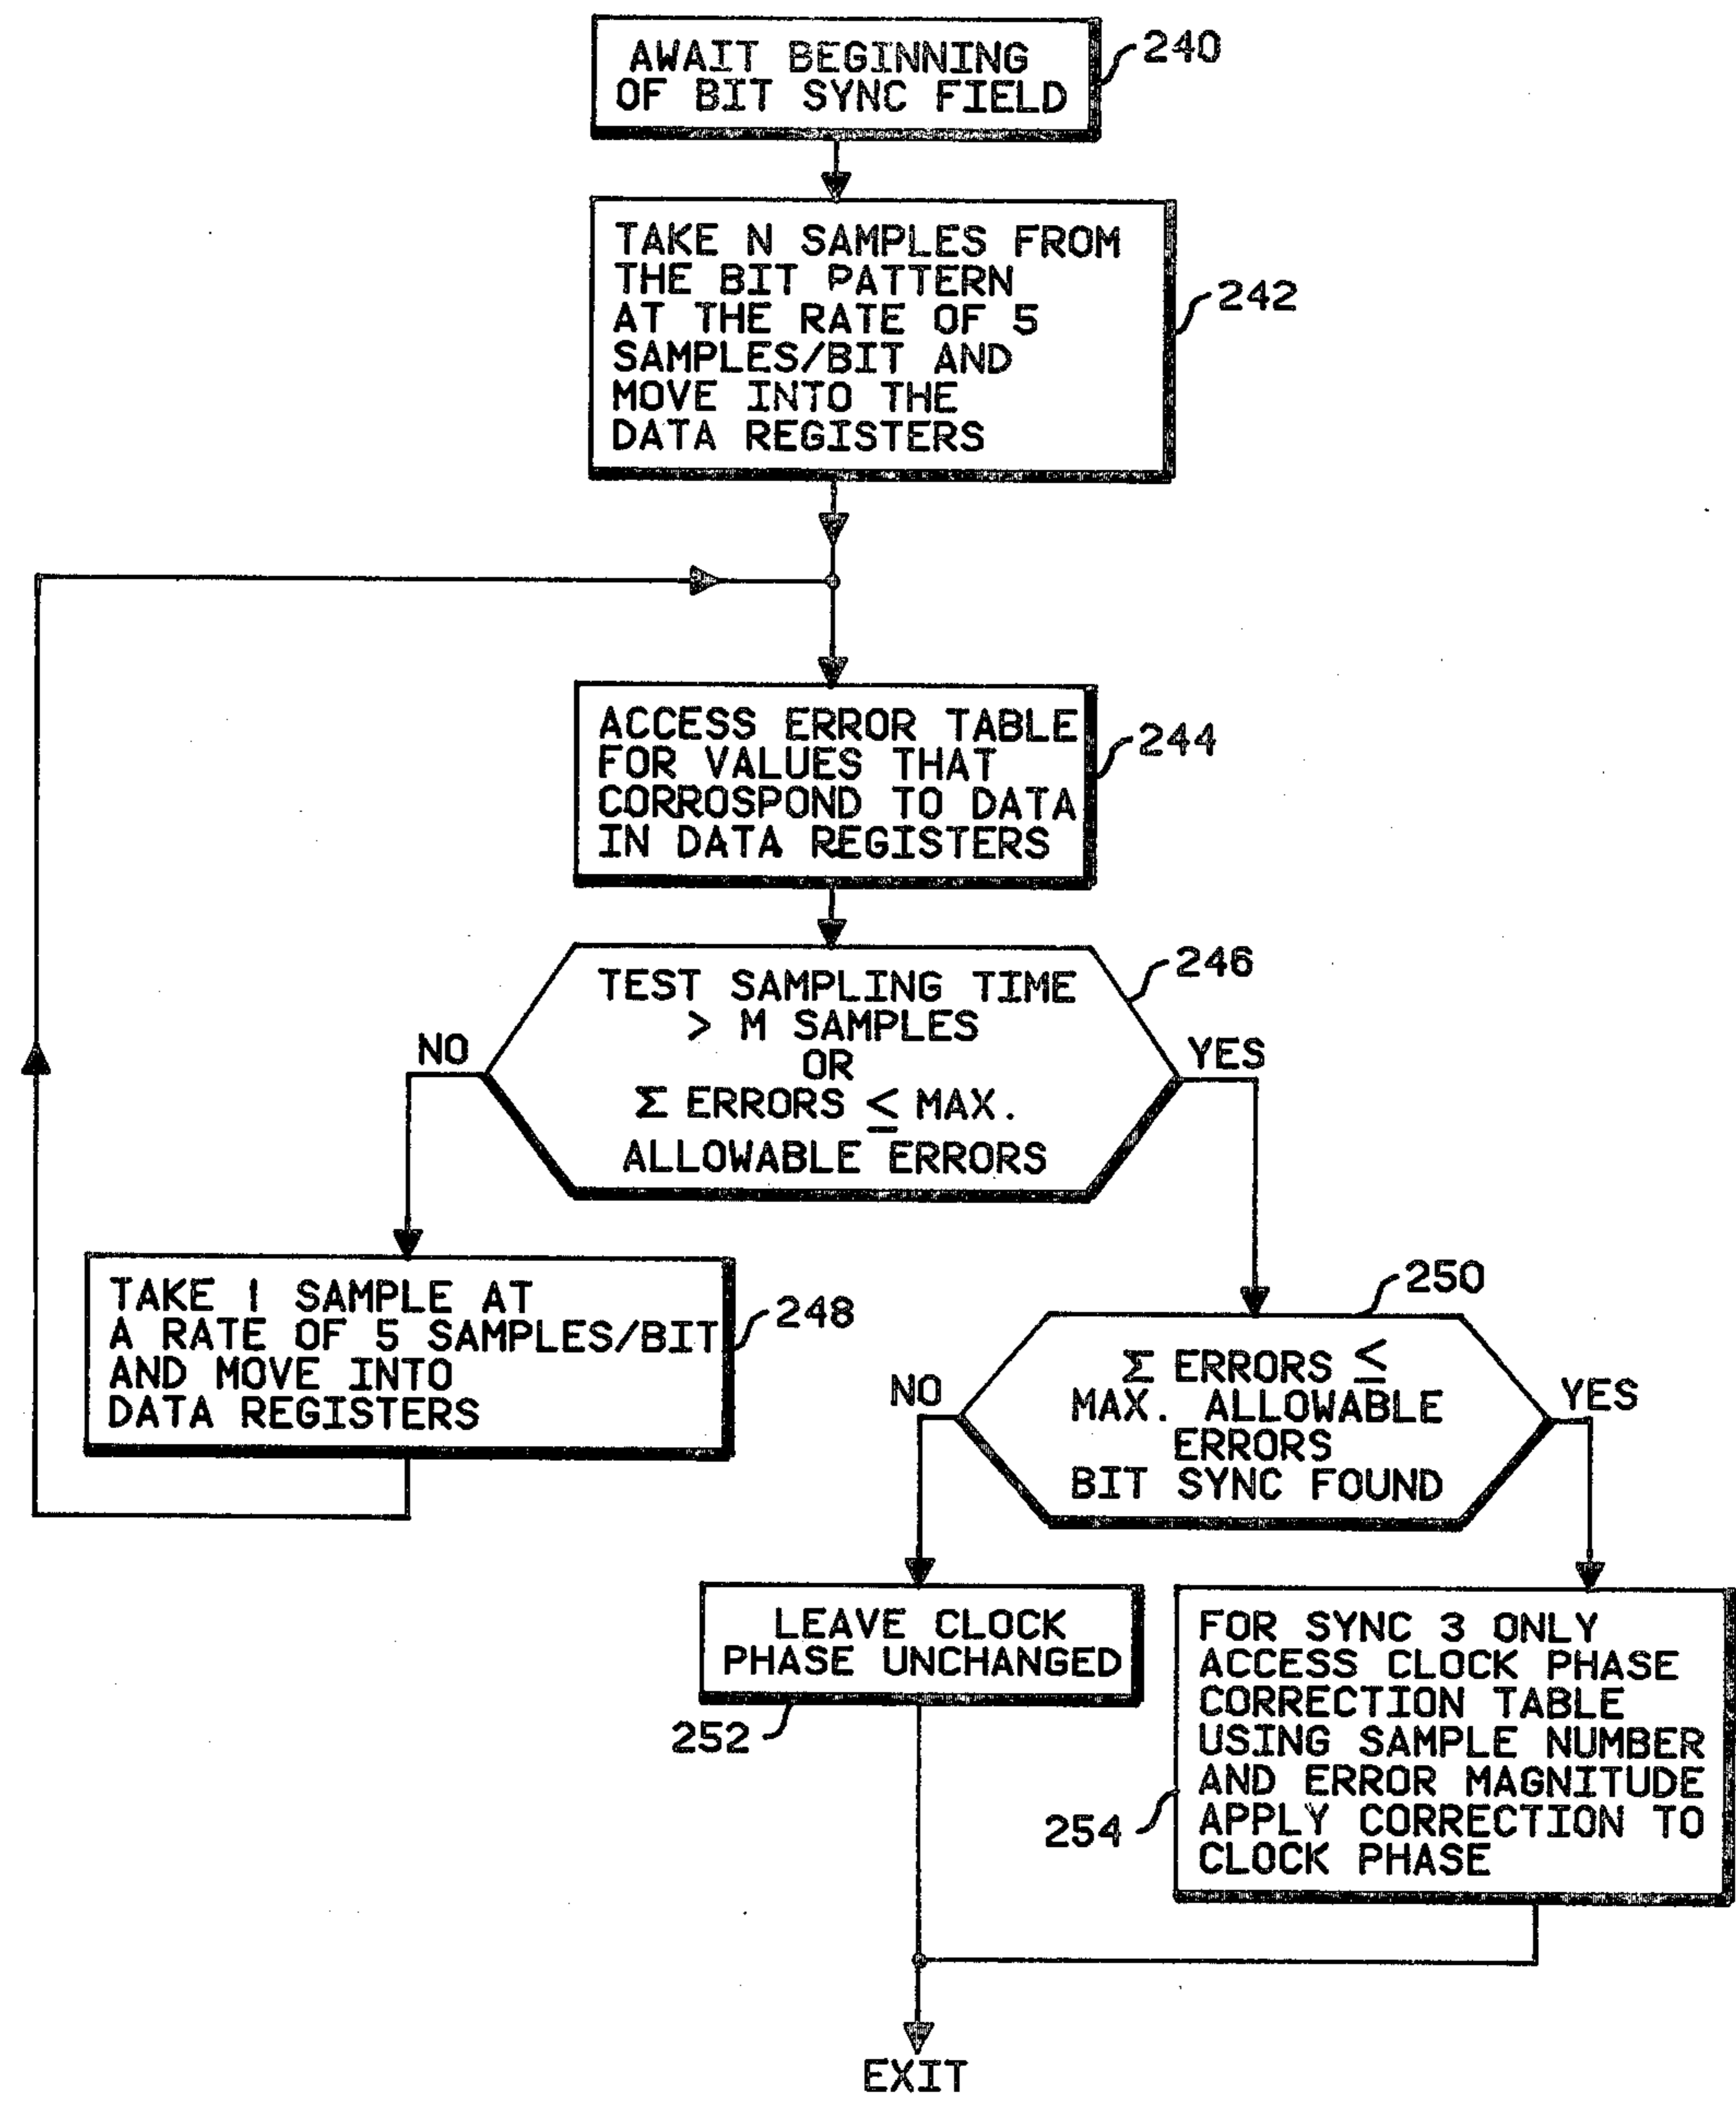 AWAIT BEGINNING
OF BIT SYNC FIELD
240
TAKE N SAMPLES FROM
THE BIT PATTERN
AT THE RATE OF 5
SAMPLES/BIT AND
MOVE INTO THE
DATA REGISTERS
242
ACCESS ERROR TABLE
FOR VALUES THAT
CORROSPOND TO DATA
IN DATA REGISTERS
244
TEST SAMPLING TIME
> M SAMPLES
OR
Σ ERRORS ≤ MAX.
ALLOWABLE ERRORS
246
NO
YES
TAKE 1 SAMPLE AT
A RATE OF 5 SAMPLES/BIT
AND MOVE INTO
DATA REGISTERS
248
250
Σ ERRORS ≤
MAX. ALLOWABLE
ERRORS
BIT SYNC FOUND
NO
YES
LEAVE CLOCK
PHASE UNCHANGED
252
FOR SYNC 3 ONLY
ACCESS CLOCK PHASE
CORRECTION TABLE
USING SAMPLE NUMBER
AND ERROR MAGNITUDE
APPLY CORRECTION TO
CLOCK PHASE
254
EXIT